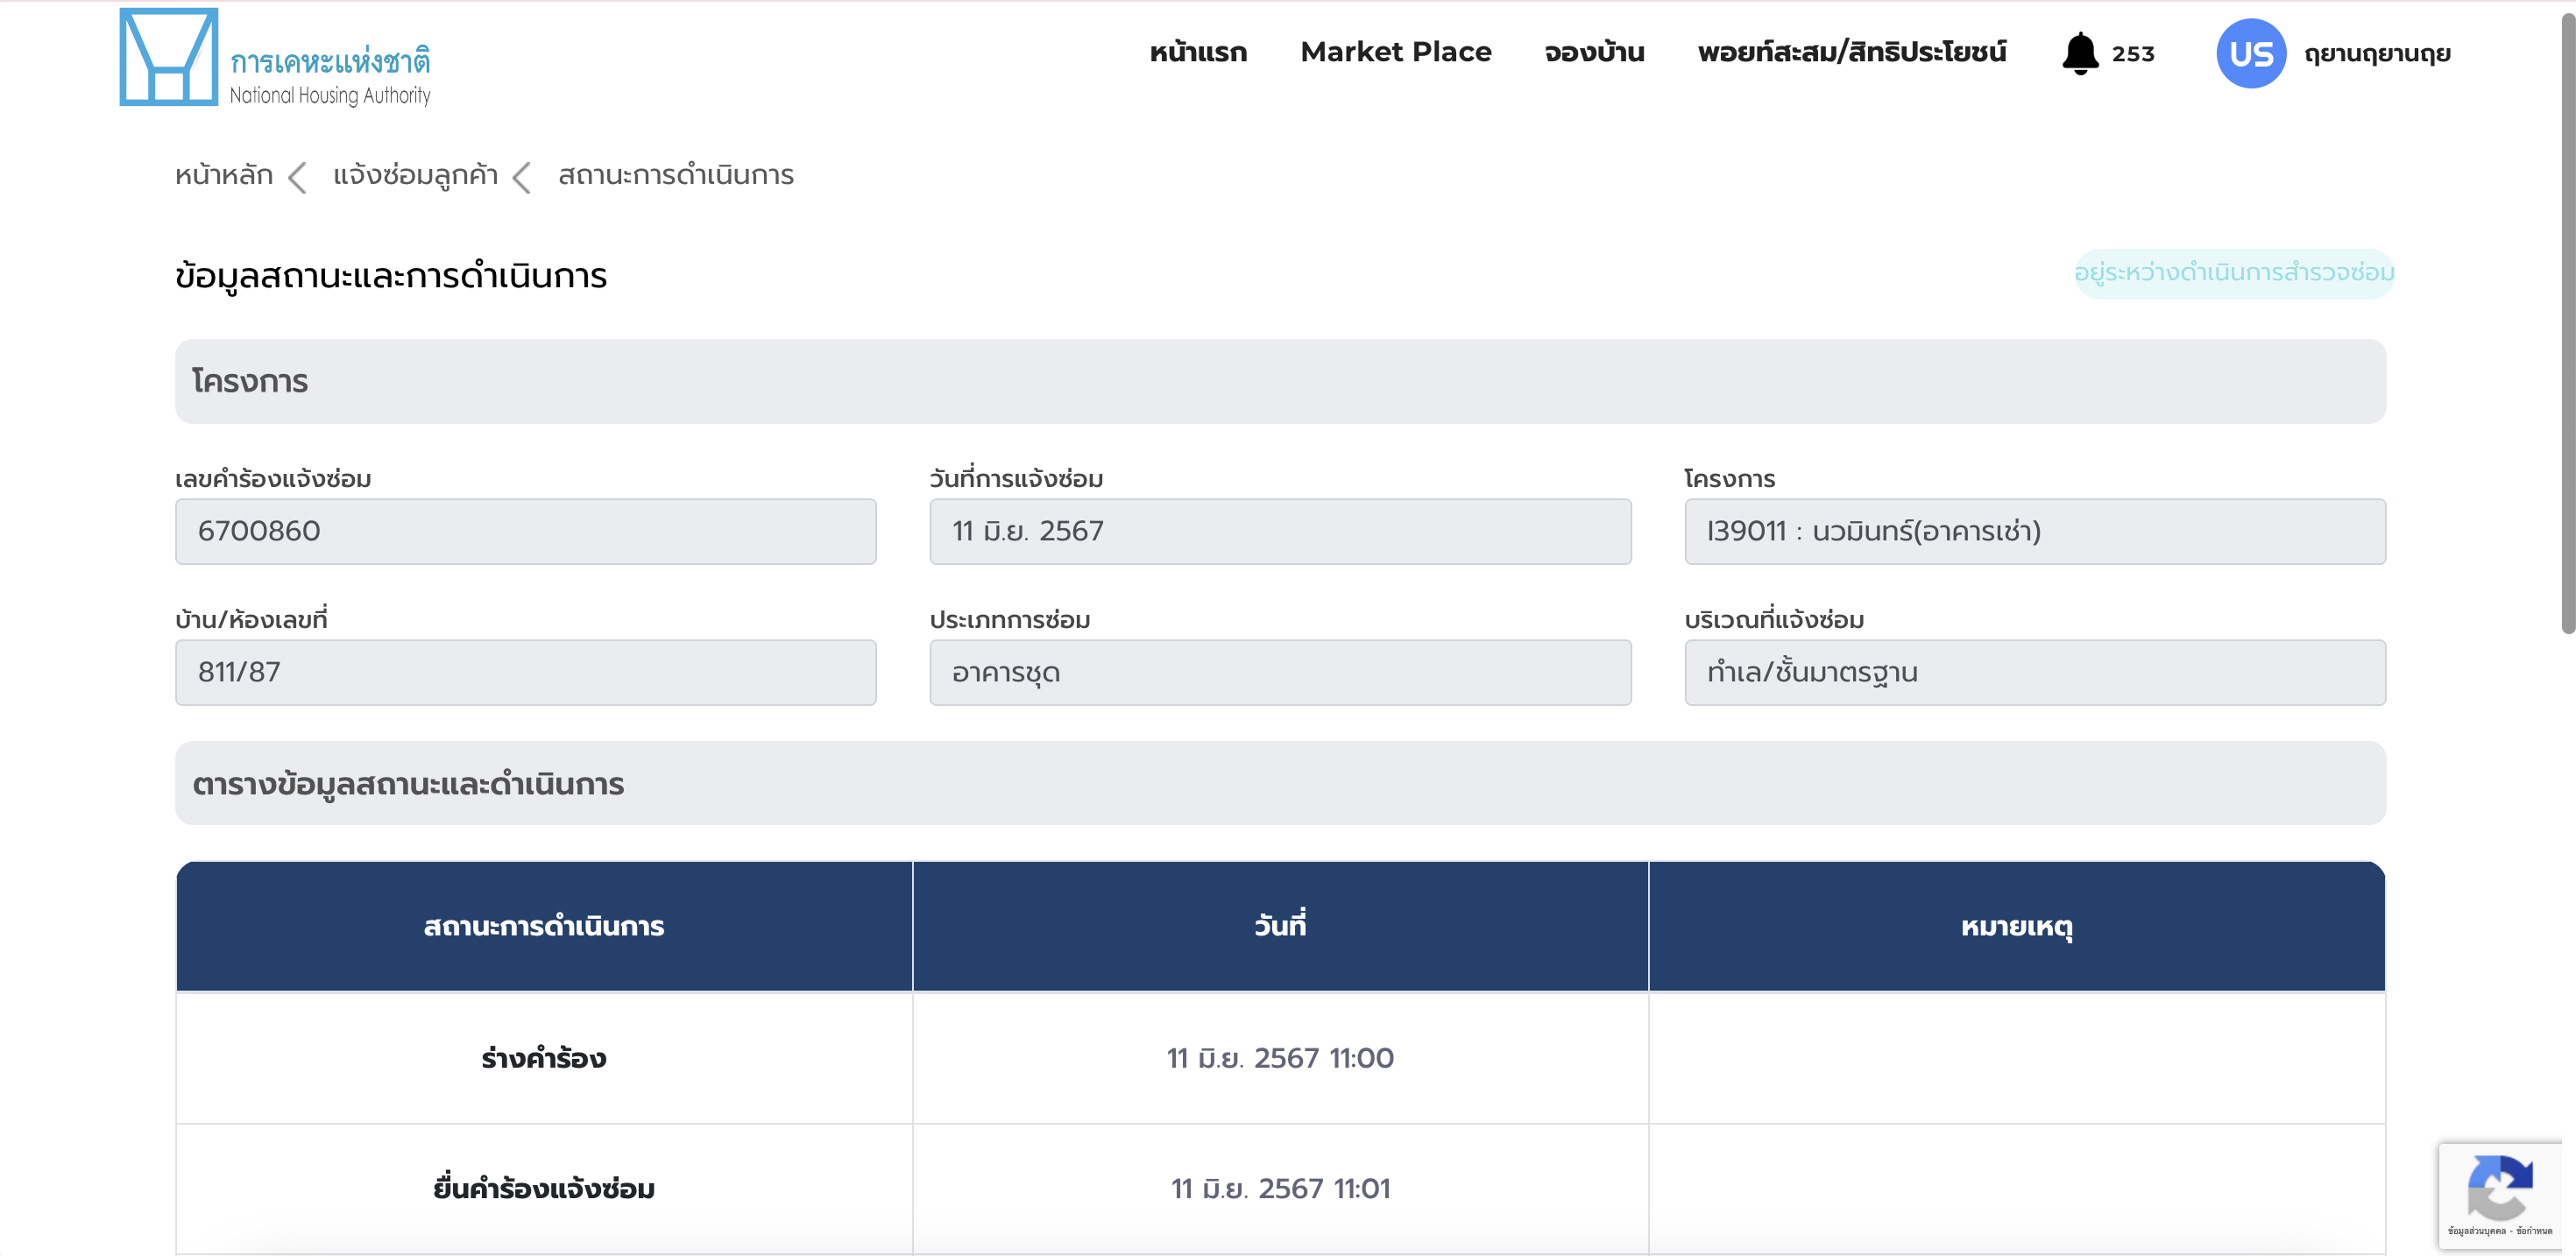 การเคหะแห่งชาติ
National Housing Authority
หน้าแรก Market Place จองบ้าน พอยท์สะสม/สิทธิประโยชน์ 253 US ฤยานฤยานฤย
หน้าหลัก แจ้งซ่อมลูกค้า สถานะการดำเนินการ
ข้อมูลสถานะและการดำเนินการ
อยู่ระหว่างดำเนินการสำรวจซ่อม
โครงการ
เลขคำร้องแจ้งซ่อม วันที่การแจ้งซ่อม โครงการ
6700860 11 มิ.ย. 2567 I39011 : นวมินทร์(อาคารเช่า)
บ้าน/ห้องเลขที่ ประเภทการซ่อม บริเวณที่แจ้งซ่อม
811/87 อาคารชุด ทำเล/ชั้นมาตรฐาน
ตารางข้อมูลสถานะและดำเนินการ
สถานะการดำเนินการ วันที่ หมายเหตุ
ร่างคำร้อง 11 มิ.ย. 2567 11:00
ยื่นคำร้องแจ้งซ่อม 11 มิ.ย. 2567 11:01
ข้อมูลส่วนบุคคล - ข้อกำหนด